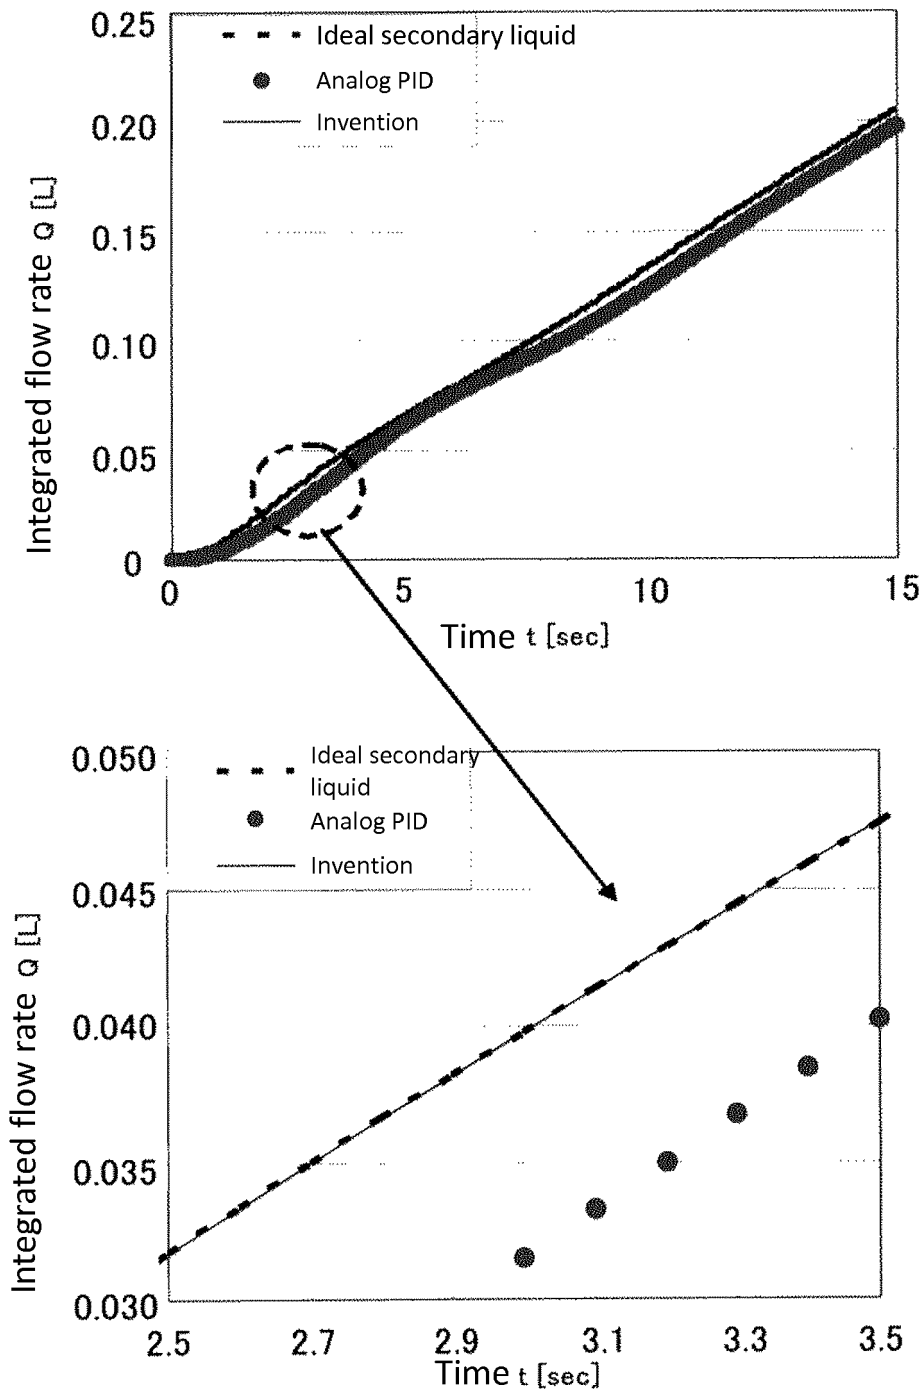 0.25
0.20
0.15
0.10
0.05
0
Integrated flow rate Q [L]
Ideal secondary liquid
Analog PID
Invention
0
5
10
15
Time t [sec]
0.050
0.045
0.040
0.035
0.030
Integrated flow rate Q [L]
Ideal secondary
liquid
Analog PID
Invention
2.5
2.7
2.9
3.1
3.3
3.5
Time t [sec]